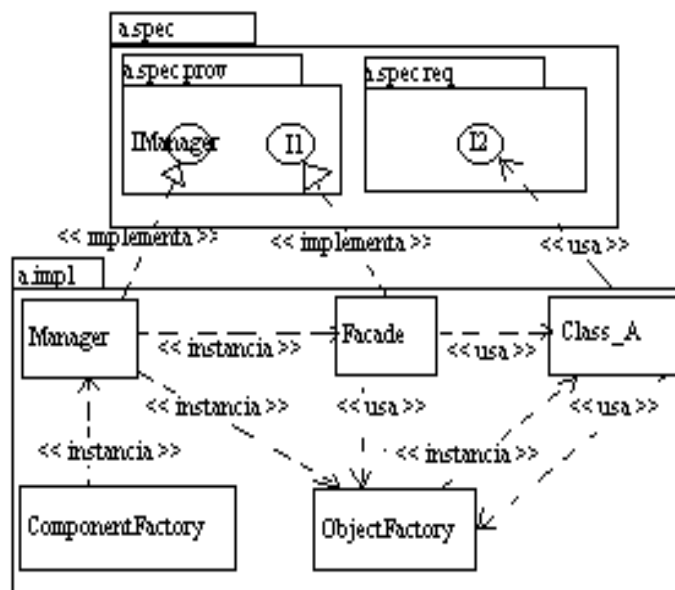 a.spec
a.spec.prov
a.spec.req
IManager
I1
I2
<< implementa >>
<< implementa >>
<< usa >>
a.impl
Manager
Facade
Class_A
<< instancia >>
<< usa >>
<< instancia >>
<< usa >>
<< usa >>
<< instancia >>
<< instancia >>
ComponentFactory
ObjectFactory